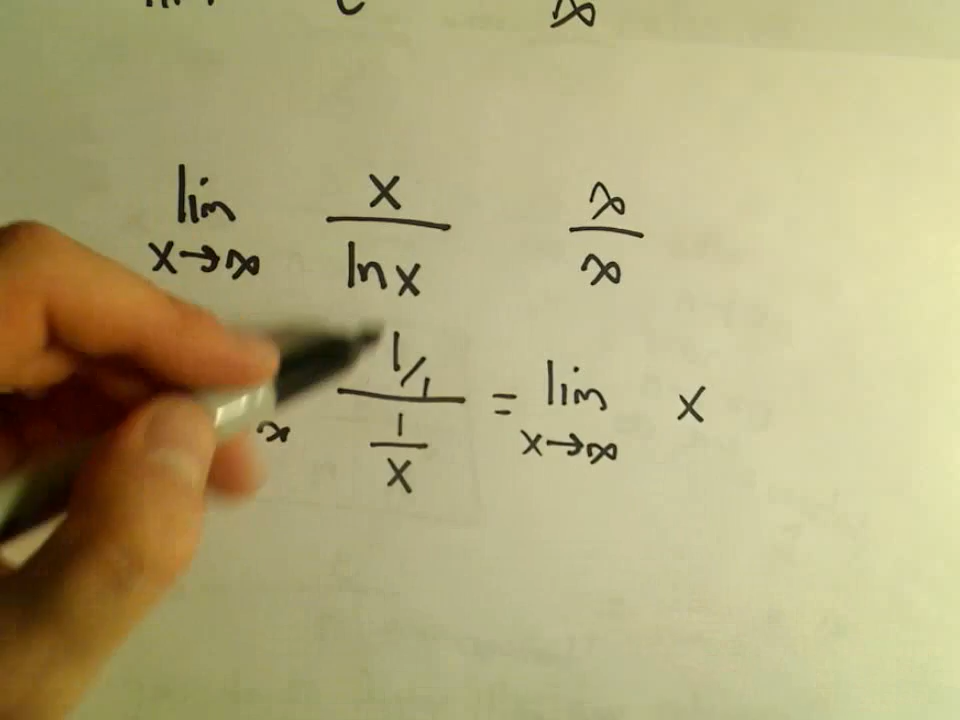 lim x→∞ x/ln x ∞/∞
∞ (1/1)/(1/x) = lim x→∞ x